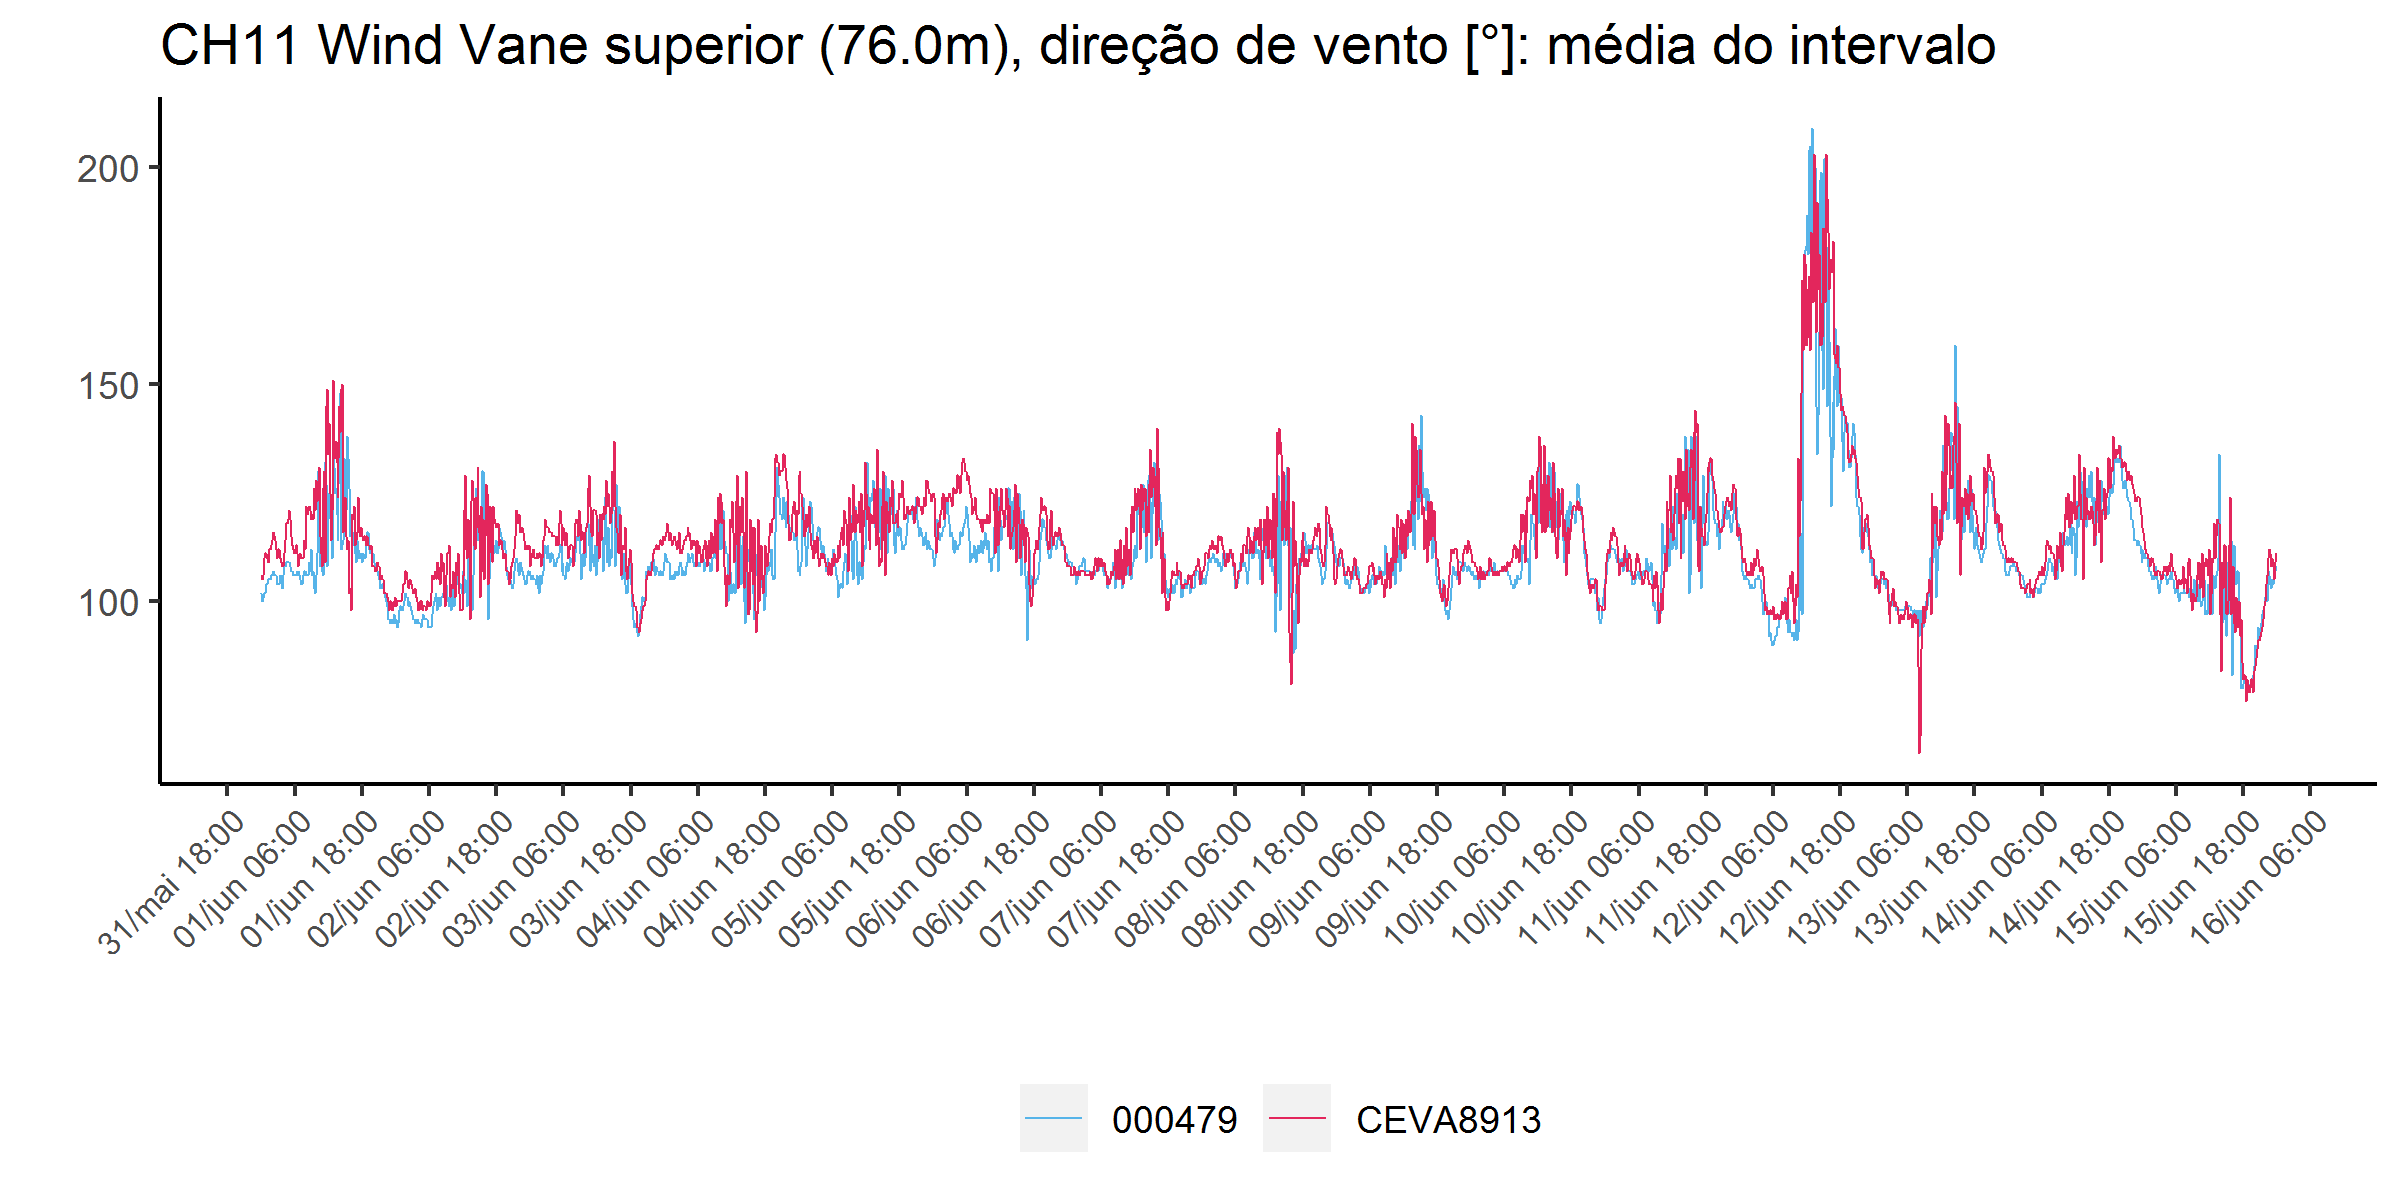 CH11 Wind Vane superior (76.0m), direção de vento [°]: média do intervalo
200
150
100
31/mai 18:00
01/jun 06:00
01/jun 18:00
02/jun 06:00
02/jun 18:00
03/jun 06:00
03/jun 18:00
04/jun 06:00
04/jun 18:00
05/jun 06:00
05/jun 18:00
06/jun 06:00
06/jun 18:00
07/jun 06:00
07/jun 18:00
08/jun 06:00
08/jun 18:00
09/jun 06:00
09/jun 18:00
10/jun 06:00
10/jun 18:00
11/jun 06:00
11/jun 18:00
12/jun 06:00
12/jun 18:00
13/jun 06:00
13/jun 18:00
14/jun 06:00
14/jun 18:00
15/jun 06:00
15/jun 18:00
16/jun 06:00
000479
CEVA8913